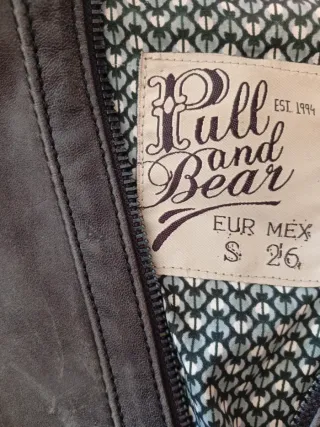 Pull
EST. 1994
and
Bear
EUR MEX
S 26